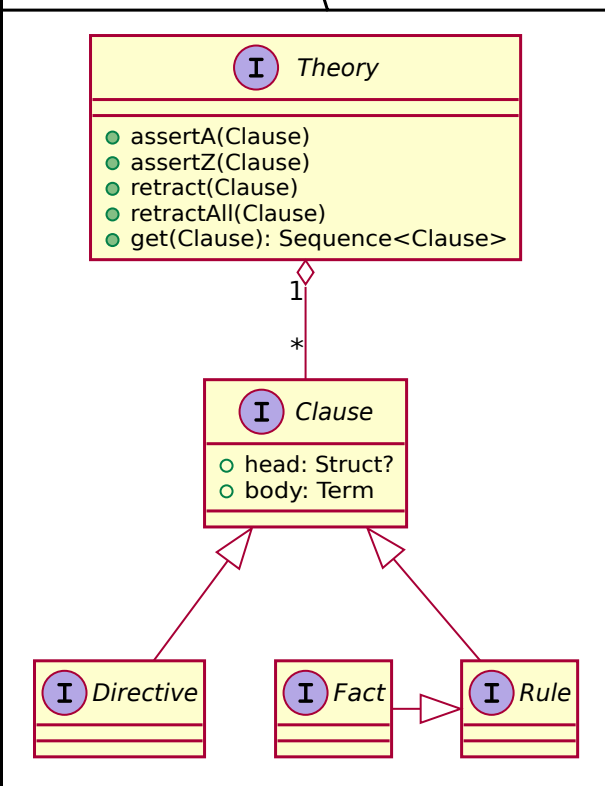 I Theory
assertA(Clause)
assertZ(Clause)
retract(Clause)
retractAll(Clause)
get(Clause): Sequence<Clause>
1
*
I Clause
head: Struct?
body: Term
I Directive
I Fact
I Rule